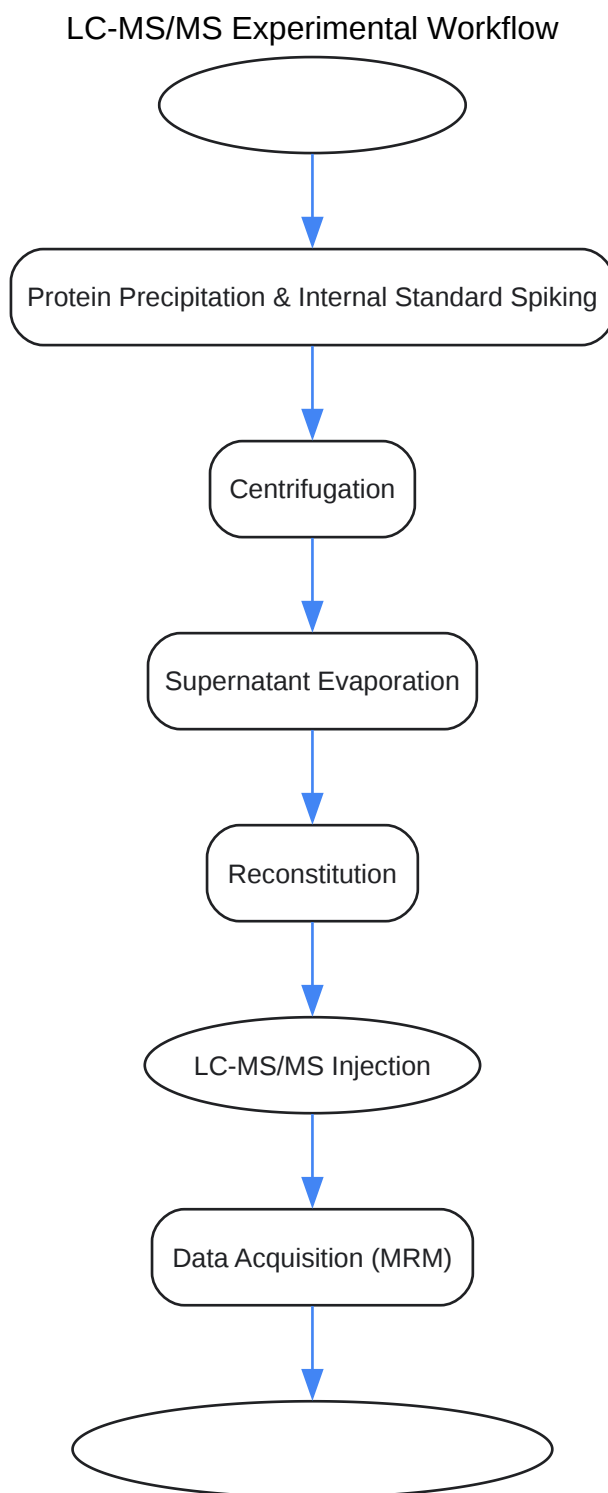 LC-MS/MS Experimental Workflow
Protein Precipitation & Internal Standard Spiking
Centrifugation
Supernatant Evaporation
Reconstitution
LC-MS/MS Injection
Data Acquisition (MRM)